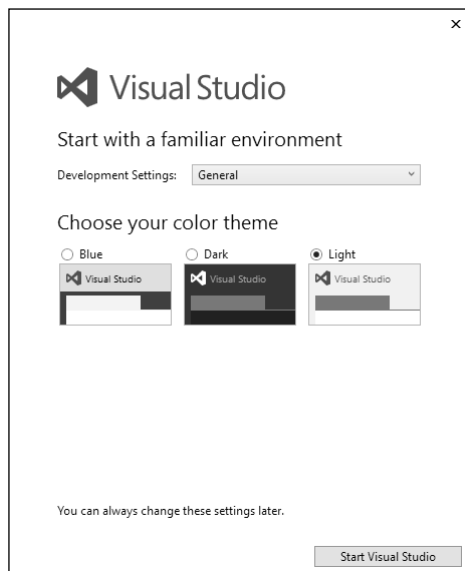 Visual Studio
Start with a familiar environment
Development Settings: General
Choose your color theme
Blue Dark Light
Visual Studio Visual Studio Visual Studio
You can always change these settings later.
Start Visual Studio